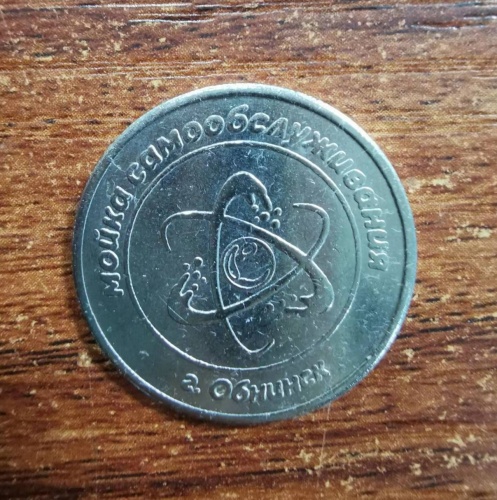 мойка самообслуживания
г. Обнинск